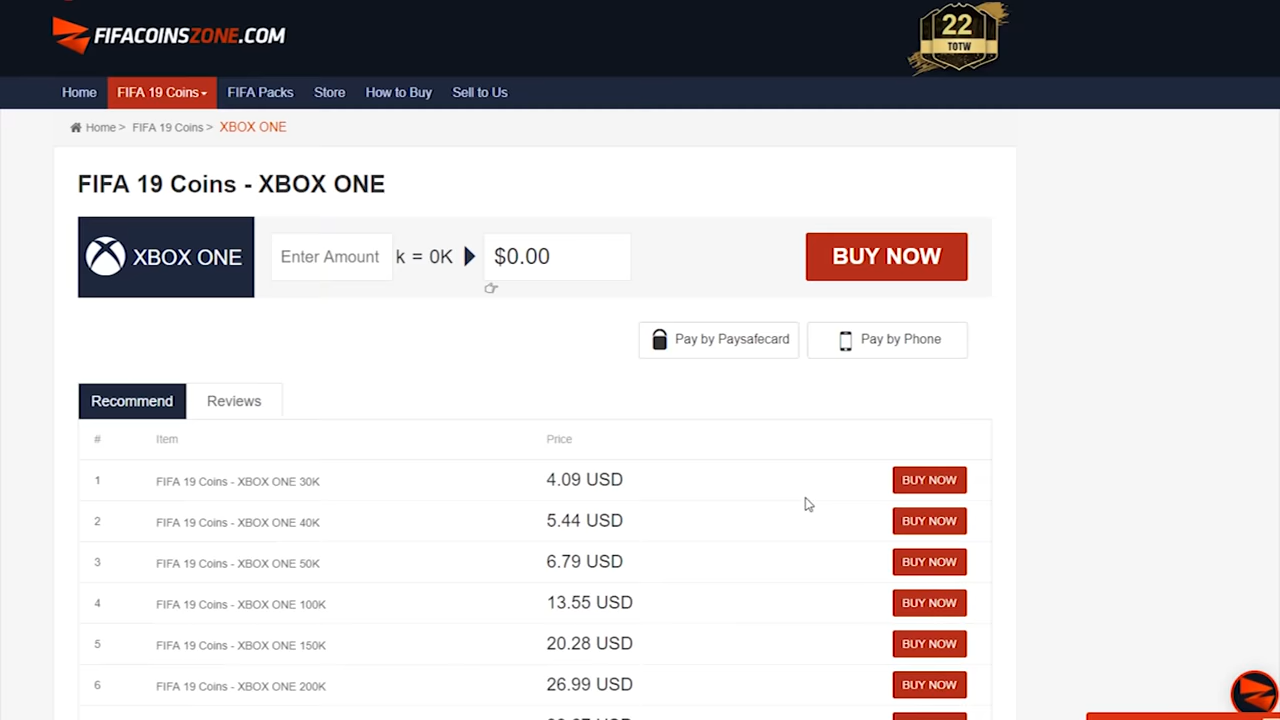 FIFACOINSZONE.COM
22
TOTW
Home
FIFA 19 Coins
FIFA Packs
Store
How to Buy
Sell to Us
Home > FIFA 19 Coins > XBOX ONE
FIFA 19 Coins - XBOX ONE
XBOX ONE
Enter Amount
k = 0K
$0.00
BUY NOW
Pay by Paysafecard
Pay by Phone
Recommend
Reviews
# Item Price
1 FIFA 19 Coins - XBOX ONE 30K 4.09 USD BUY NOW
2 FIFA 19 Coins - XBOX ONE 40K 5.44 USD BUY NOW
3 FIFA 19 Coins - XBOX ONE 50K 6.79 USD BUY NOW
4 FIFA 19 Coins - XBOX ONE 100K 13.55 USD BUY NOW
5 FIFA 19 Coins - XBOX ONE 150K 20.28 USD BUY NOW
6 FIFA 19 Coins - XBOX ONE 200K 26.99 USD BUY NOW